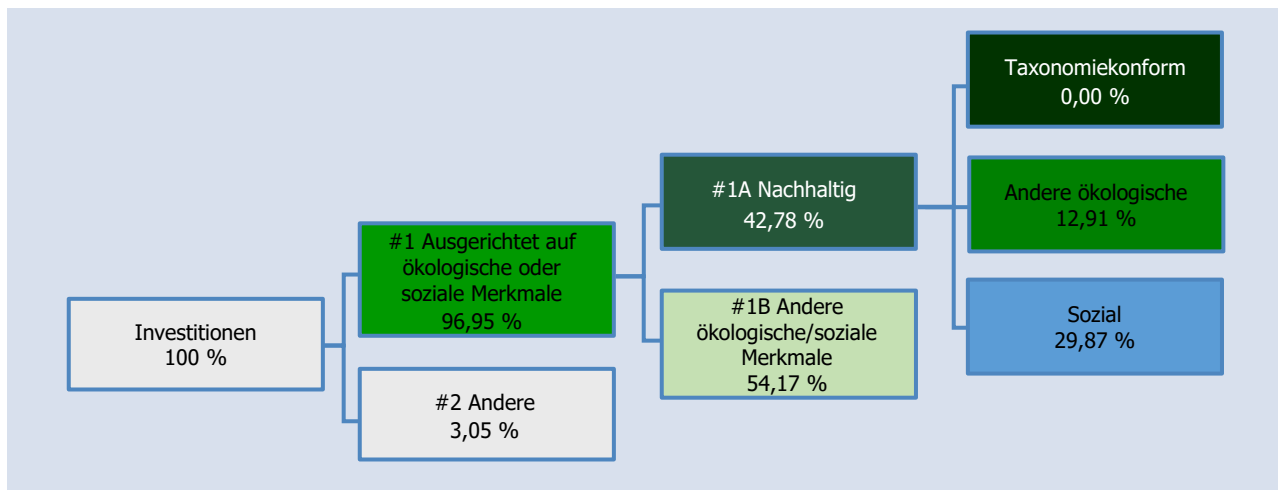 Investitionen
100 %
#1 Ausgerichtet auf
ökologische oder
soziale Merkmale
96,95 %
#2 Andere
3,05 %
#1A Nachhaltig
42,78 %
#1B Andere
ökologische/soziale
Merkmale
54,17 %
Taxonomiekonform
0,00 %
Andere ökologische
12,91 %
Sozial
29,87 %